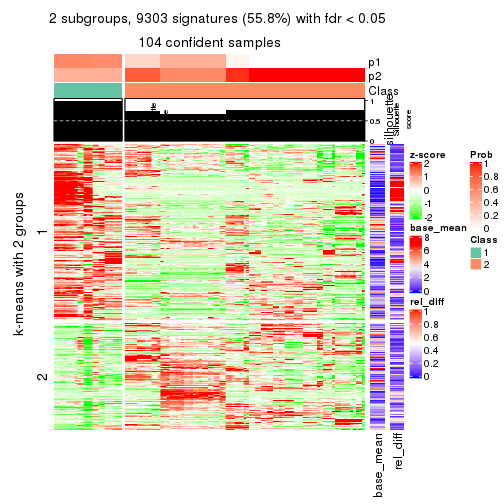 2 subgroups, 9303 signatures (55.8%) with fdr < 0.05
104 confident samples
p1
p2
Class
1
0.5
0
silhouette
Silhouette
score
k-means with 2 groups
1
2
base_mean
rel_diff
z-score
2
1
0
-1
-2
base_mean
8
6
4
2
0
rel_diff
1
0.8
0.6
0.4
0.2
0
Prob
1
0.8
0.6
0.4
0.2
0
Class
1
2